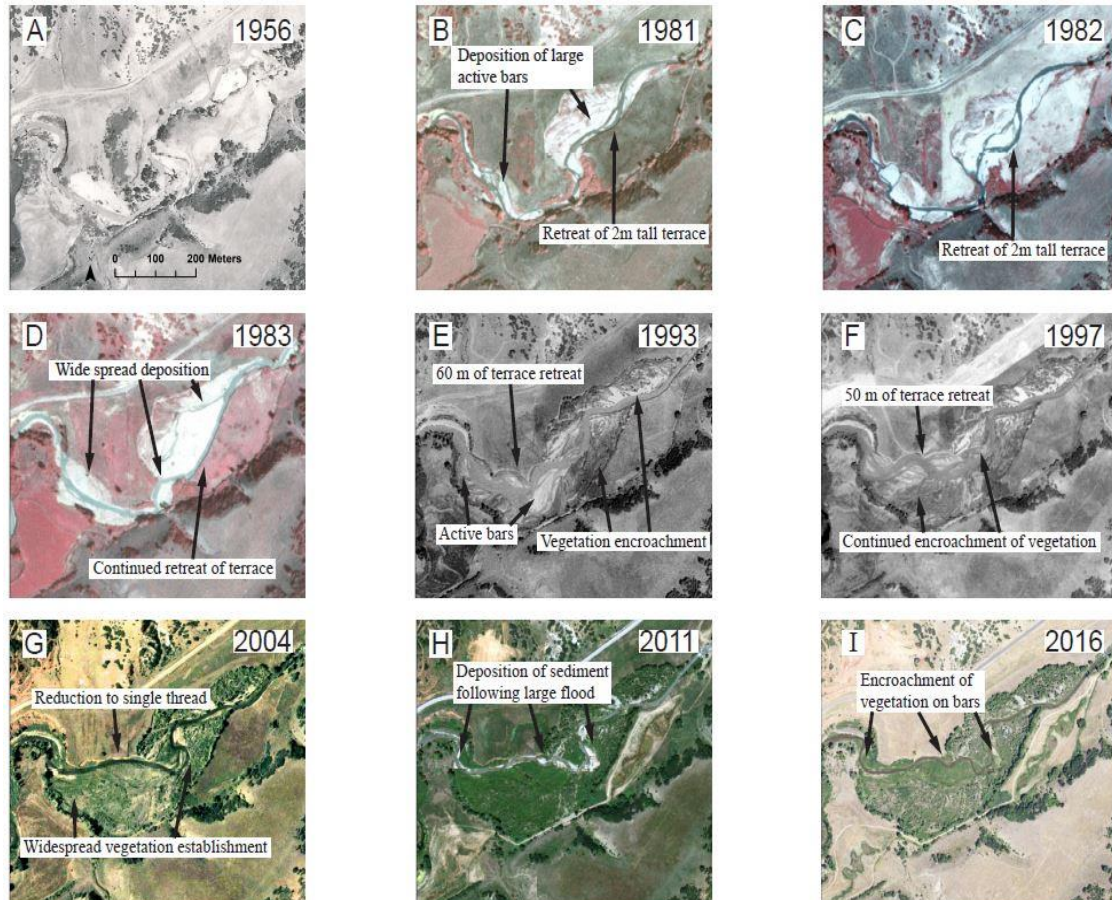 A
1956
0
100
200 Meters
B
1981
Deposition of large
active bars
Retreat of 2m tall terrace
C
1982
Retreat of 2m tall terrace
D
1983
Wide spread deposition
Continued retreat of terrace
E
1993
60 m of terrace retreat
Active bars
Vegetation encroachment
F
1997
50 m of terrace retreat
Continued encroachment of vegetation
G
2004
Reduction to single thread
Widespread vegetation establishment
H
2011
Deposition of sediment
following large flood
I
2016
Encroachment of
vegetation on bars